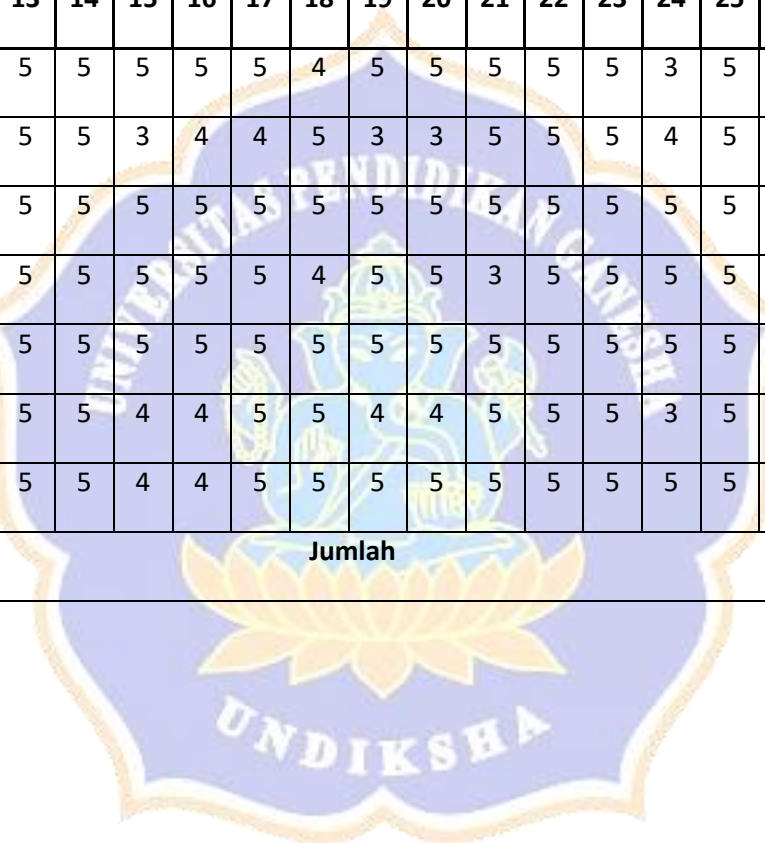 13 14 15 16 17 18 19 20 21 22 23 24 25
5 5 5 5 5 4 5 5 5 5 5 3 5
5 5 3 4 4 5 3 3 5 5 5 4 5
5 5 5 5 5 5 5 5 5 5 5 5 5
5 5 5 5 5 4 5 5 3 5 5 5 5
5 5 5 5 5 5 5 5 5 5 5 5 5
5 5 4 4 5 5 4 4 5 5 5 3 5
5 5 4 4 5 5 5 5 5 5 5 5 5
Jumlah
UNIVERSITAS PENDIDIKAN GANESHA
UNDIKSHA